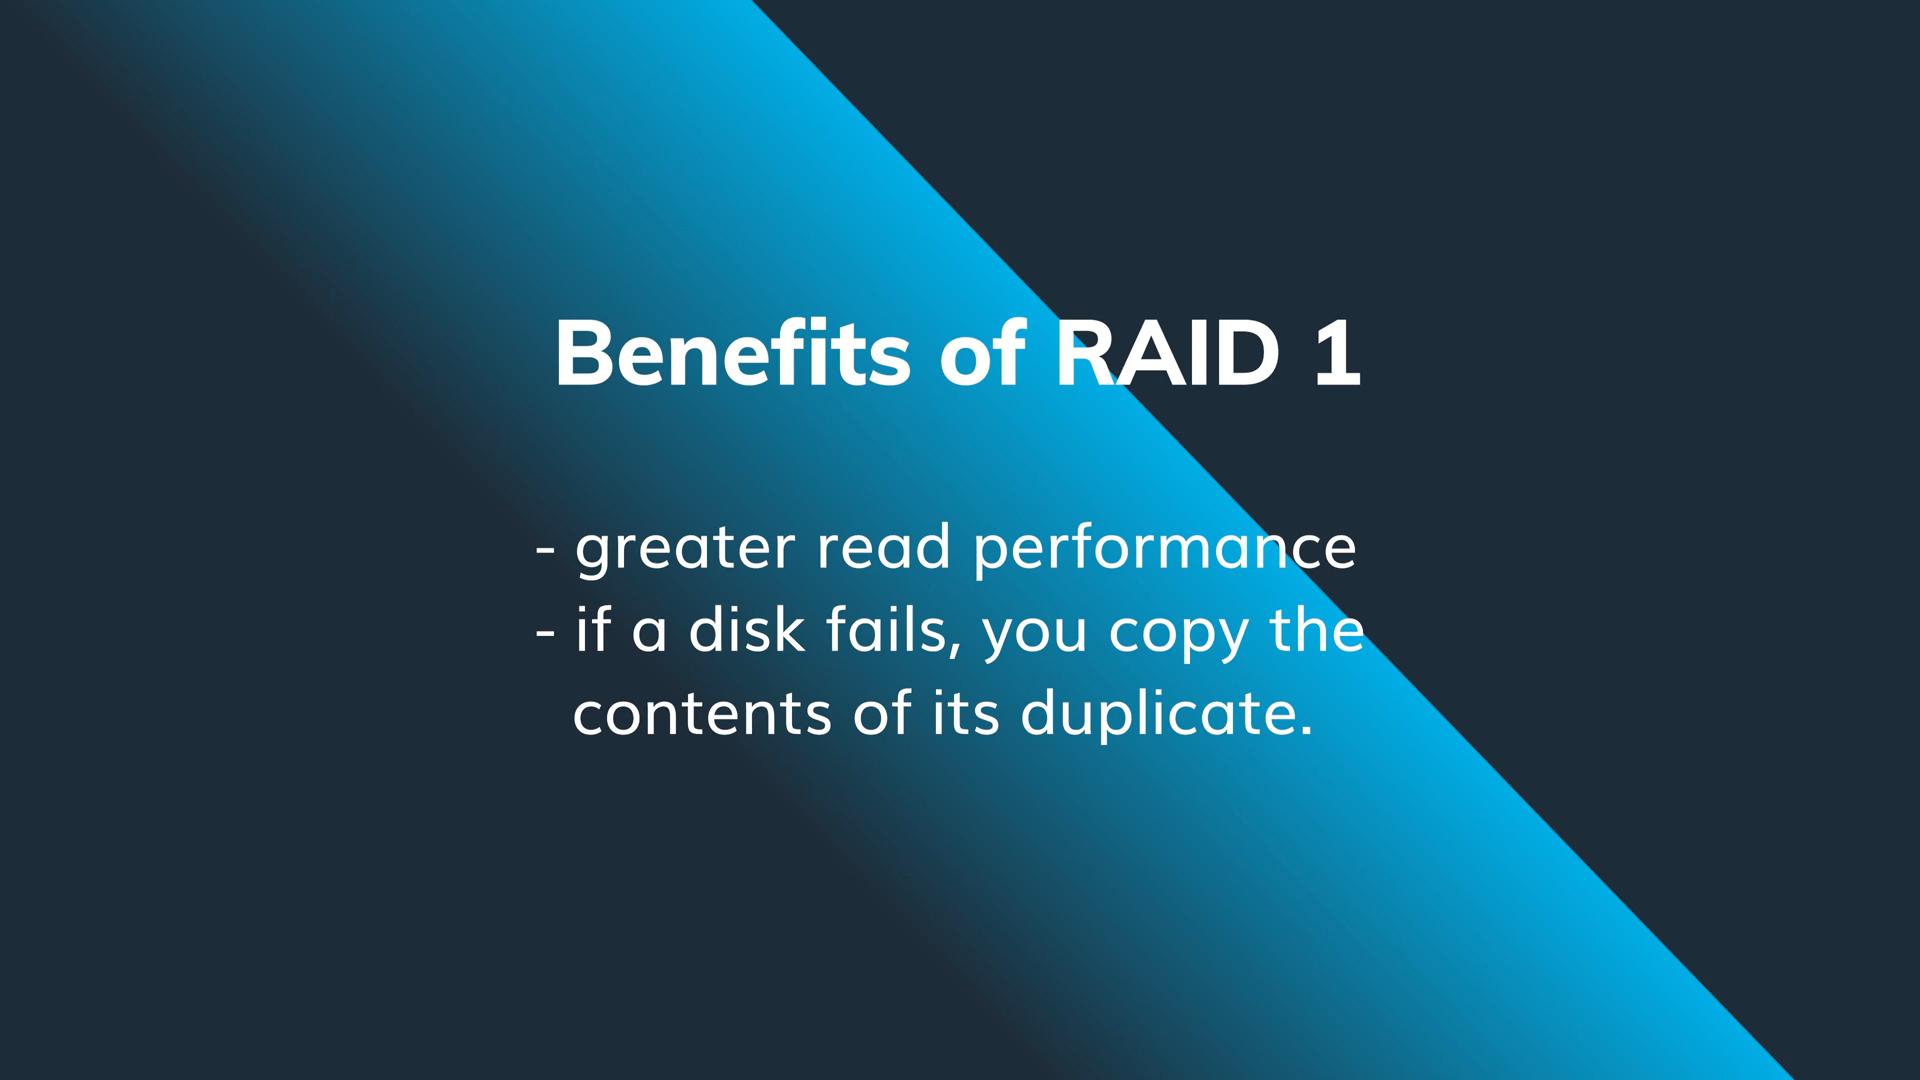 Benefits of RAID 1
- greater read performance
- if a disk fails, you copy the
contents of its duplicate.